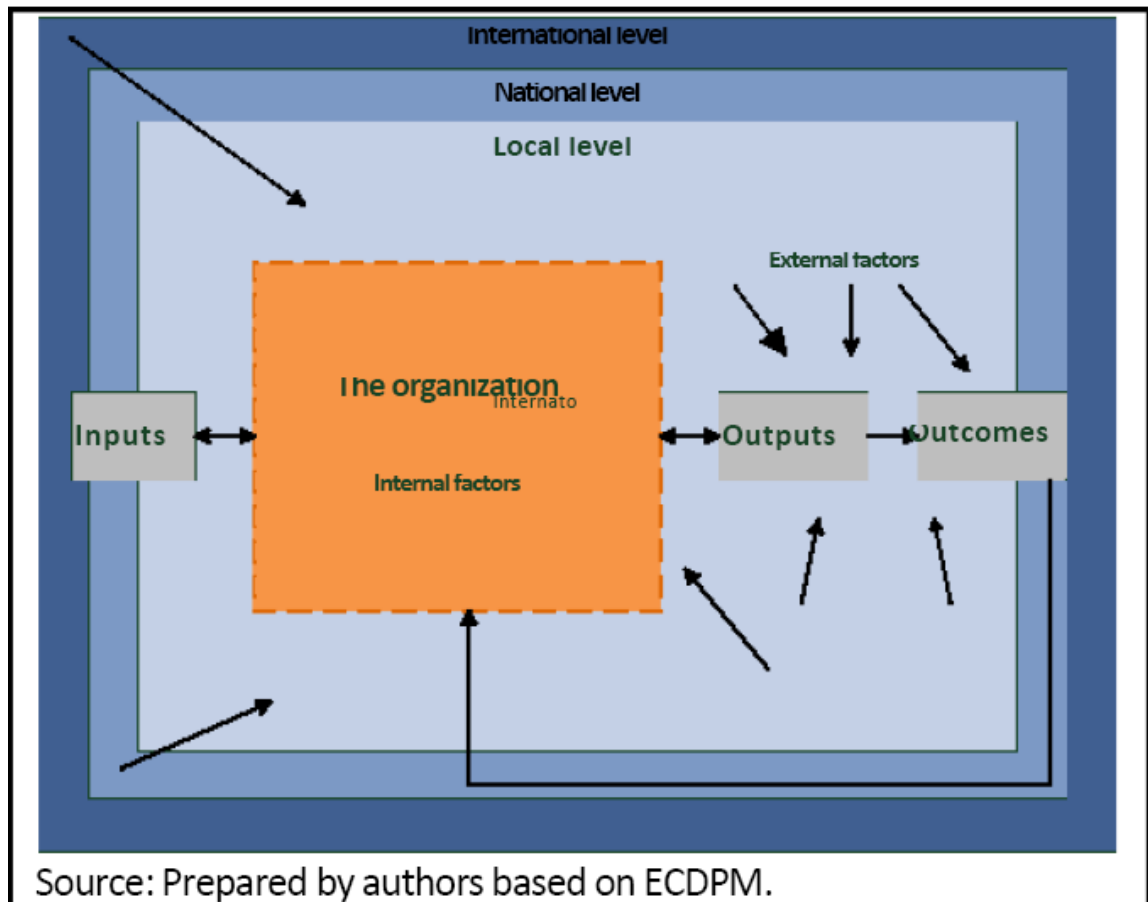 International level
National level
Local level
External factors
The organization
Internato
Inputs
Outputs
Outcomes
Internal factors
Source: Prepared by authors based on ECDPM.